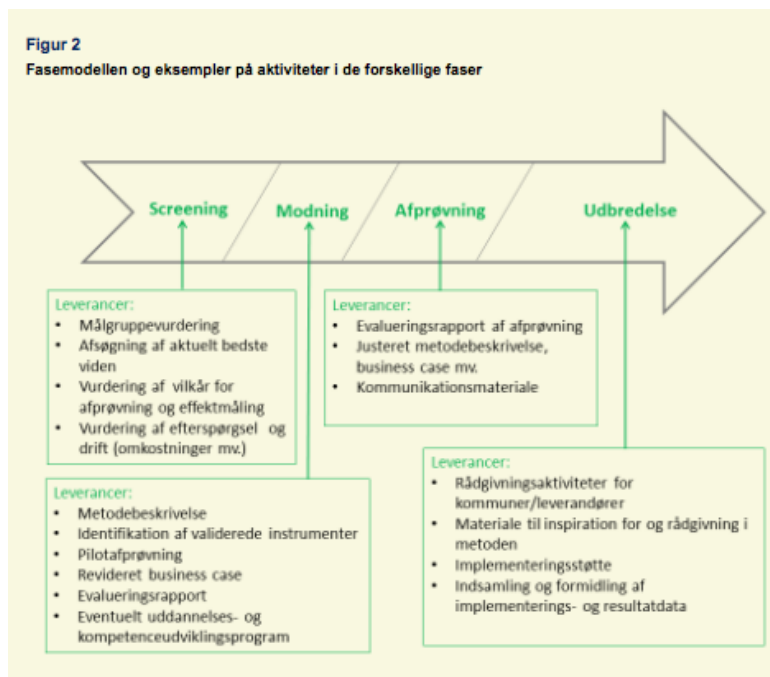 Figur 2
Fasemodellen og eksempler på aktiviteter i de forskellige faser
Screening
Modning
Afprøvning
Udbredelse
Leverancer:
• Målgruppevurdering
• Afsøgning af aktuelt bedste
viden
• Vurdering af vilkår for
afprøvning og effektmåling
• Vurdering af efterspørgsel og
drift (omkostninger mv.)
Leverancer:
• Metodebeskrivelse
• Identifikation af validerede instrumenter
• Pilotafprøvning
• Revideret business case
• Evalueringsrapport
• Eventuelt uddannelses- og
kompetenceudviklingsprogram
Leverancer:
• Evalueringsrapport af afprøvning
• Justeret metodebeskrivelse,
business case mv.
• Kommunikationsmateriale
Leverancer:
• Rådgivningsaktiviteter for
kommuner/leverandører
• Materiale til inspiration for og rådgivning i
metoden
• Implementeringsstøtte
• Indsamling og formidling af
implementerings- og resultatdata